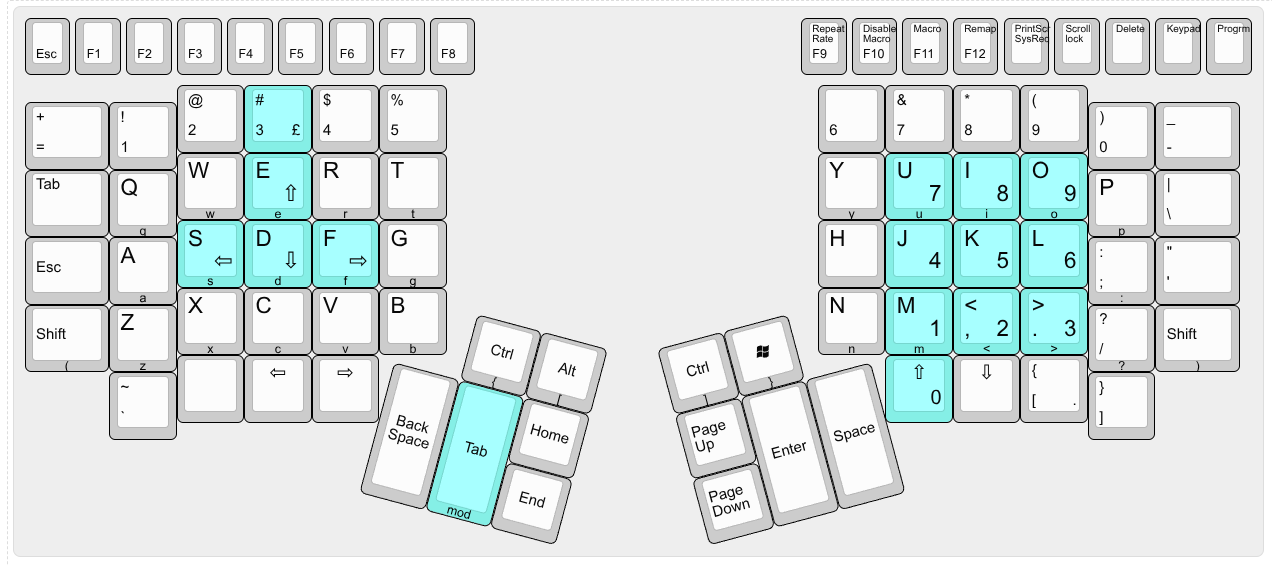 Esc F1 F2 F3 F4 F5 F6 F7 F8
Repeat Rate F9
Disable Macro F10
Macro F11
Remap F12
PrintScr SysReq
Scroll lock
Delete
Keypad
Progrm
+ =
! 1
@ 2
# 3 £
$ 4
% 5
Tab
Q q
W w
E ⇧ e
R r
T t
Esc
A a
S ⇦ s
D ⇩ d
F ⇨ f
G g
Shift (
Z z
X x
C c
V v
B b
~ `
⇦
⇨
Ctrl {
Alt |
Back Space
Tab mod
Home
End
6
& 7
* 8
( 9
) 0
_ -
Y y
U 7 u
I 8 i
O 9 o
P p
| \
H
J 4
K 5
L 6
: ; :
" '
N n
M 1 m
< , 2 <
> . 3 >
? / ?
Shift )
⇧ 0
⇩
{ [ .
} ]
Ctrl |
}
Page Up
Page Down
Enter
Space